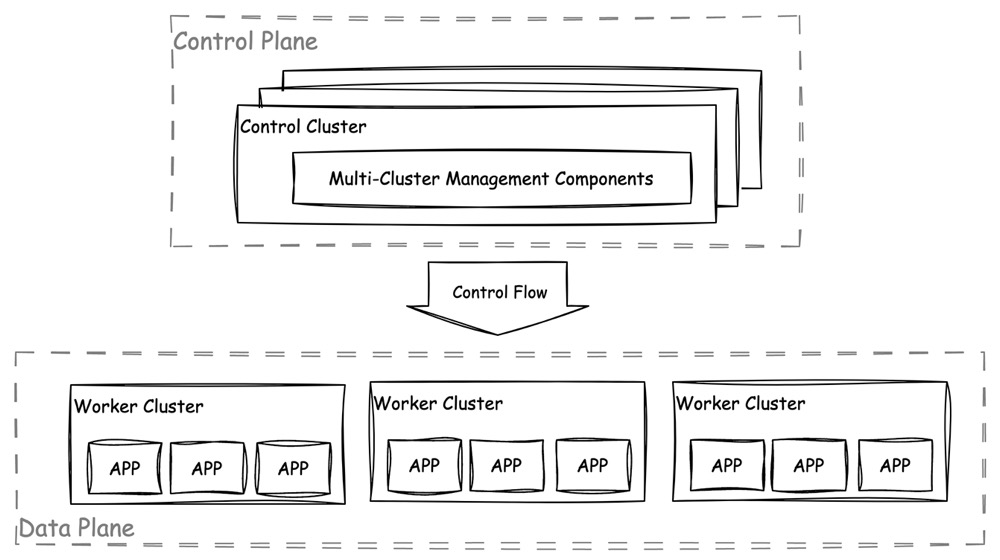 Control Plane
Control Cluster
Multi-Cluster Management Components
Control Flow
Worker Cluster
APP APP APP
Worker Cluster
APP APP APP
Worker Cluster
APP APP APP
Data Plane